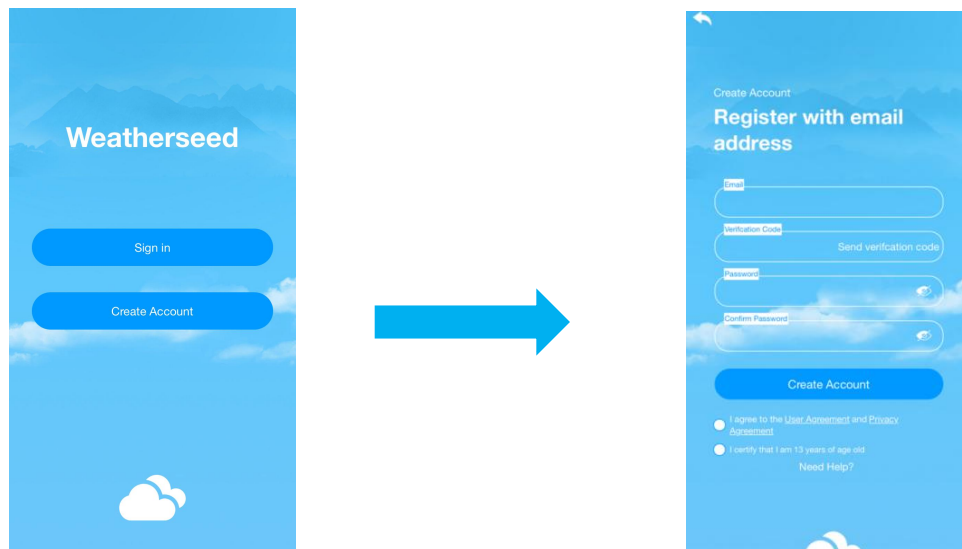 Weatherseed
Sign in
Create Account
Create Account
Register with email
address
Email
Verifcation Code
Send verifcation code
Password
Confirm Password
Create Account
I agree to the User Agreement and Privacy
Agreement
I certify that I am 13 years of age old
Need Help?